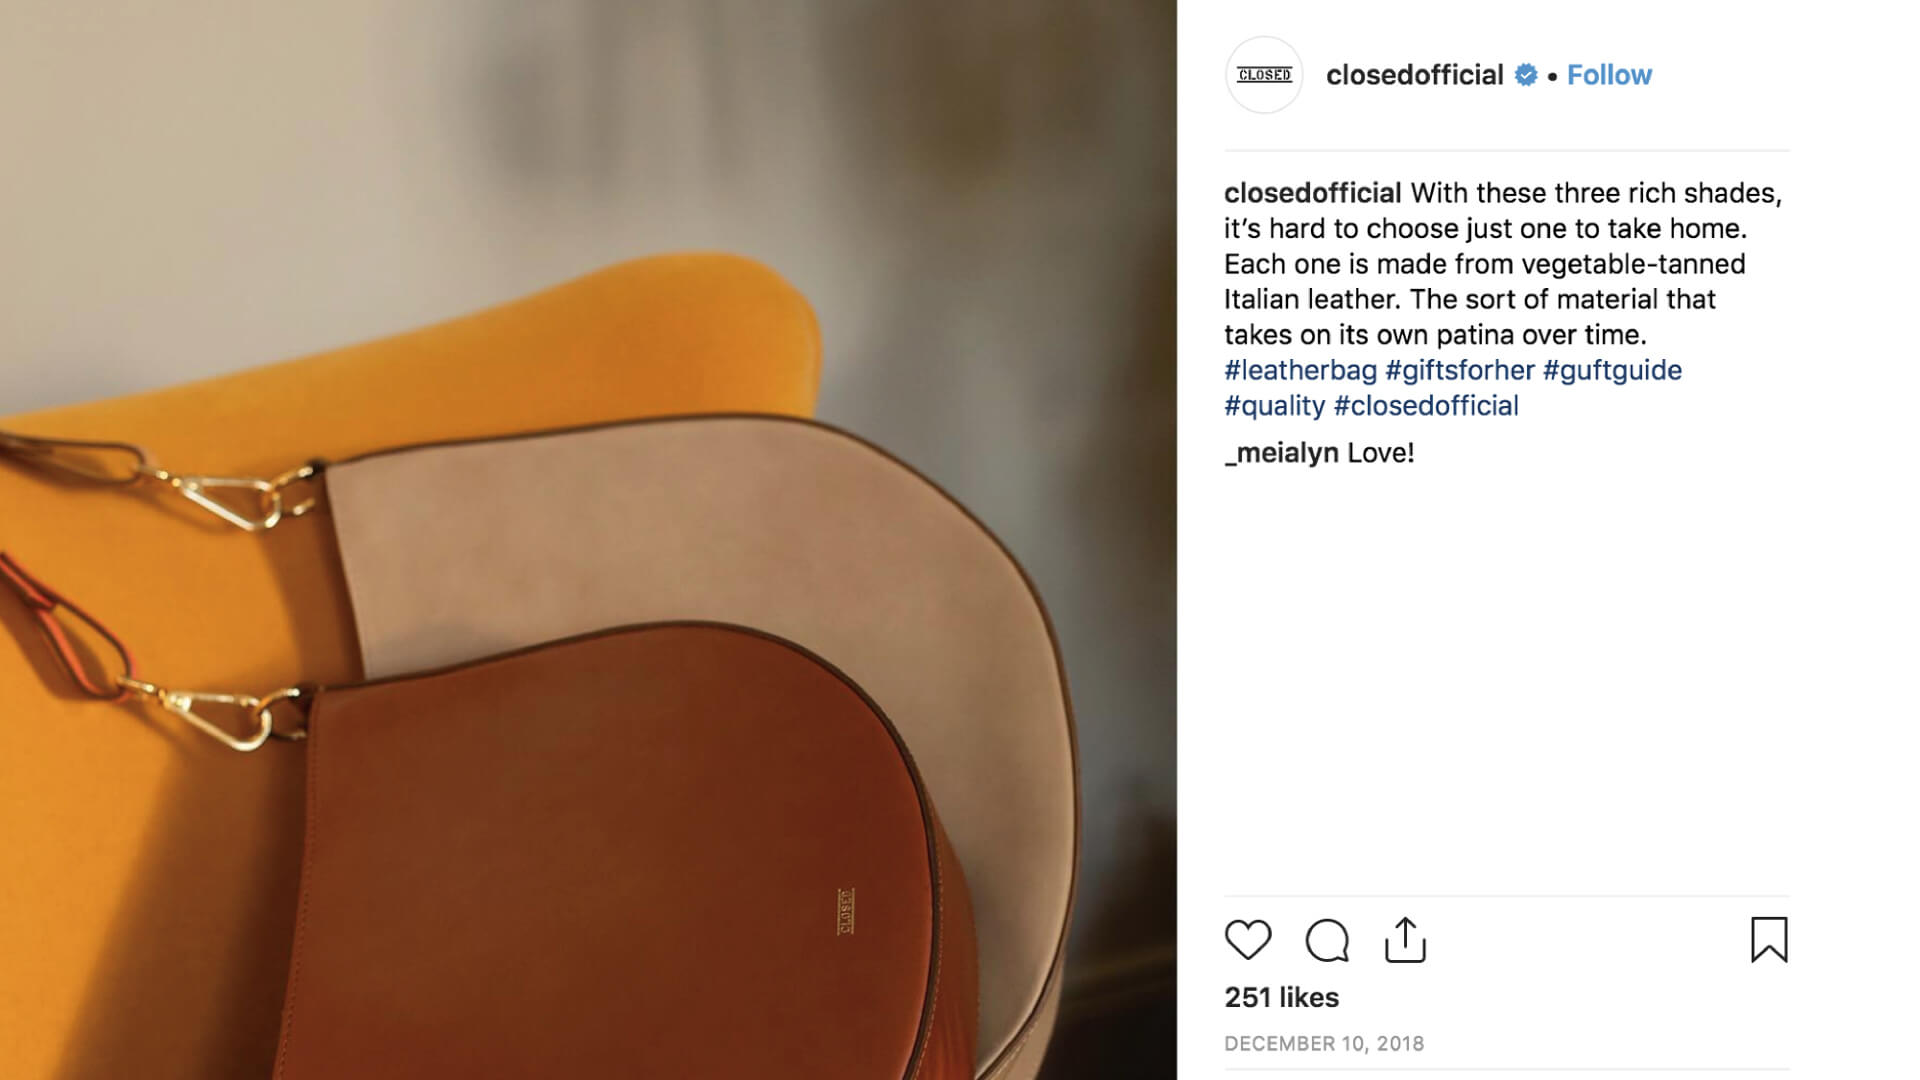 CLOSED
closedofficial • Follow
closedofficial With these three rich shades,
it’s hard to choose just one to take home.
Each one is made from vegetable-tanned
Italian leather. The sort of material that
takes on its own patina over time.
#leatherbag #giftsforher #guftguide
#quality #closedofficial
_meialyn Love!
251 likes
DECEMBER 10, 2018
CLOSED